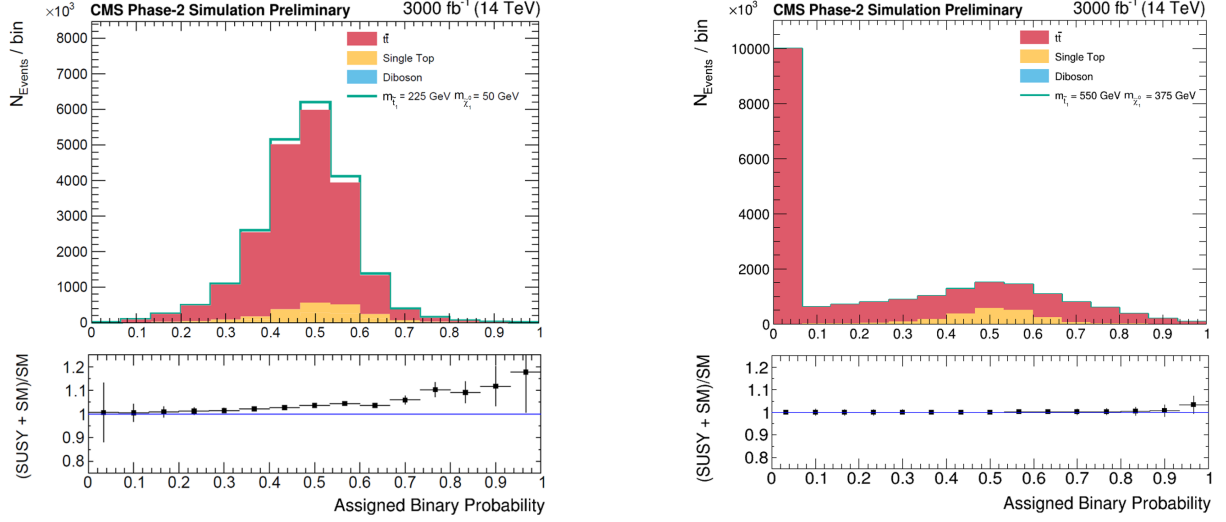 ×10³ CMS Phase-2 Simulation Preliminary 3000 fb⁻¹ (14 TeV)
N_Events / bin
8000
7000
6000
5000
4000
3000
2000
1000
0
tt̄
Single Top
Diboson
m_t̃₁ = 225 GeV m_χ̃₁⁰ = 50 GeV
0 0.1 0.2 0.3 0.4 0.5 0.6 0.7 0.8 0.9 1
(SUSY + SM)/SM
1.2
1.1
1
0.9
0.8
0 0.1 0.2 0.3 0.4 0.5 0.6 0.7 0.8 0.9 1
Assigned Binary Probability
×10³ CMS Phase-2 Simulation Preliminary 3000 fb⁻¹ (14 TeV)
N_Events / bin
10000
8000
6000
4000
2000
0
tt̄
Single Top
Diboson
m_t̃₁ = 550 GeV m_χ̃₁⁰ = 375 GeV
0 0.1 0.2 0.3 0.4 0.5 0.6 0.7 0.8 0.9 1
(SUSY + SM)/SM
1.2
1.1
1
0.9
0.8
0 0.1 0.2 0.3 0.4 0.5 0.6 0.7 0.8 0.9 1
Assigned Binary Probability